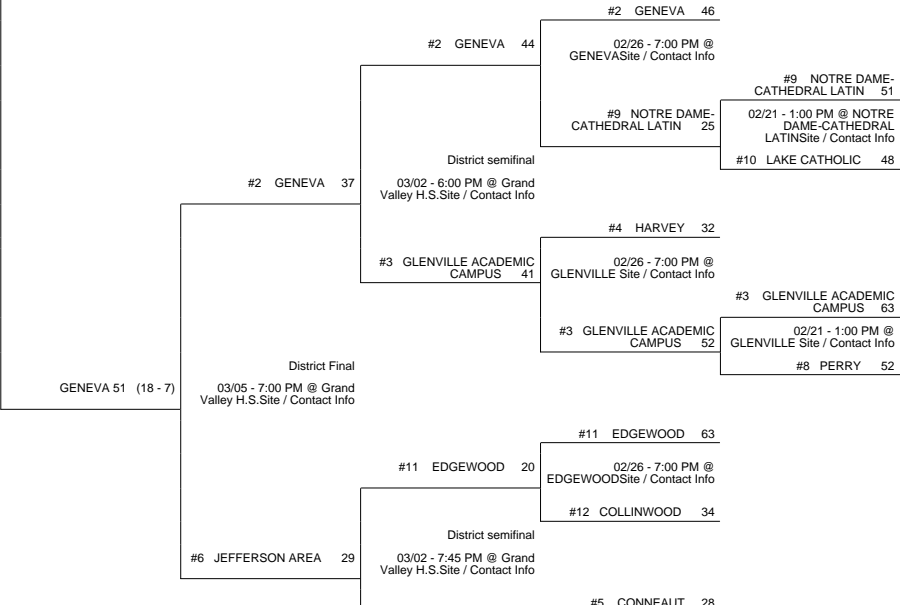 #2 GENEVA 46
#2 GENEVA 44
02/26 - 7:00 PM @
GENEVASite / Contact Info
#9 NOTRE DAME-
CATHEDRAL LATIN 51
#9 NOTRE DAME-
CATHEDRAL LATIN 25
02/21 - 1:00 PM @ NOTRE
DAME-CATHEDRAL
LATINSite / Contact Info
District semifinal
#10 LAKE CATHOLIC 48
#2 GENEVA 37
03/02 - 6:00 PM @ Grand
Valley H.S.Site / Contact Info
#4 HARVEY 32
#3 GLENVILLE ACADEMIC
CAMPUS 41
02/26 - 7:00 PM @
GLENVILLE Site / Contact Info
#3 GLENVILLE ACADEMIC
CAMPUS 63
#3 GLENVILLE ACADEMIC
CAMPUS 52
02/21 - 1:00 PM @
GLENVILLE Site / Contact Info
District Final
#8 PERRY 52
GENEVA 51 (18 - 7)
03/05 - 7:00 PM @ Grand
Valley H.S.Site / Contact Info
#11 EDGEWOOD 63
#11 EDGEWOOD 20
02/26 - 7:00 PM @
EDGEWOODSite / Contact Info
#12 COLLINWOOD 34
District semifinal
#6 JEFFERSON AREA 29
03/02 - 7:45 PM @ Grand
Valley H.S.Site / Contact Info
#5 CONNEAUT 28